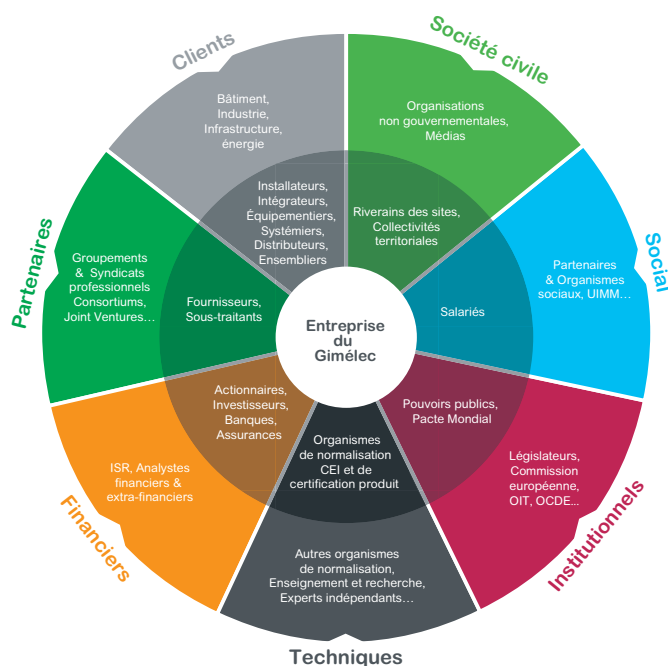 Clients
Bâtiment,
Industrie,
Infrastructure,
énergie
Installateurs,
Intégrateurs,
Équipementiers,
Systémiers,
Distributeurs,
Ensembliers
Société civile
Organisations
non gouvernementales,
Médias
Riverains des sites,
Collectivités
territoriales
Social
Partenaires
& Organismes
sociaux, UIMM...
Salariés
Institutionnels
Législateurs,
Commission
européenne,
OIT, OCDE...
Pouvoirs publics,
Pacte Mondial
Techniques
Autres organismes
de normalisation,
Enseignement et recherche,
Experts indépendants...
Organismes
de normalisation
CEI et de
certification produit
Financiers
ISR, Analystes
financiers &
extra-financiers
Actionnaires,
Investisseurs,
Banques,
Assurances
Partenaires
Groupements
& Syndicats
professionnels
Consortiums,
Joint Ventures...
Fournisseurs,
Sous-traitants
Entreprise
du
Gimélec